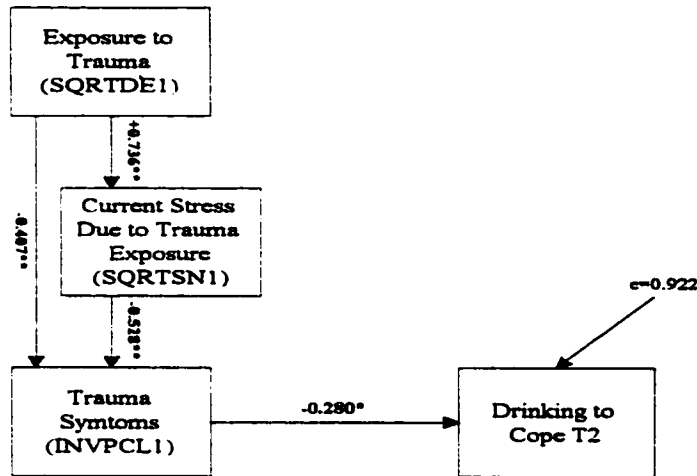 Exposure to
Trauma
(SQRTDE1)
+0.736**
-0.407**
Current Stress
Due to Trauma
Exposure
(SQRTSN1)
-0.528**
e=0.922
Trauma
Symtoms
(INVPCL1)
-0.280*
Drinking to
Cope T2